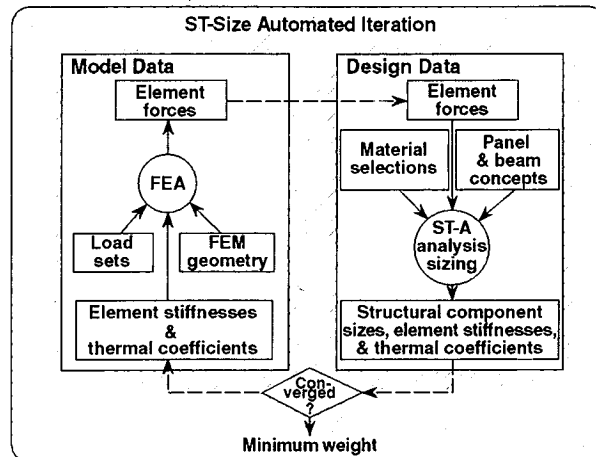 ST-Size Automated Iteration
Model Data
Element
forces
FEA
Load
sets
FEM
geometry
Element stiffnesses
&
thermal coefficients
Design Data
Element
forces
Material
selections
Panel
& beam
concepts
ST-A
analysis
sizing
Structural component
sizes, element stiffnesses,
& thermal coefficients
Con-
verged
?
Minimum weight